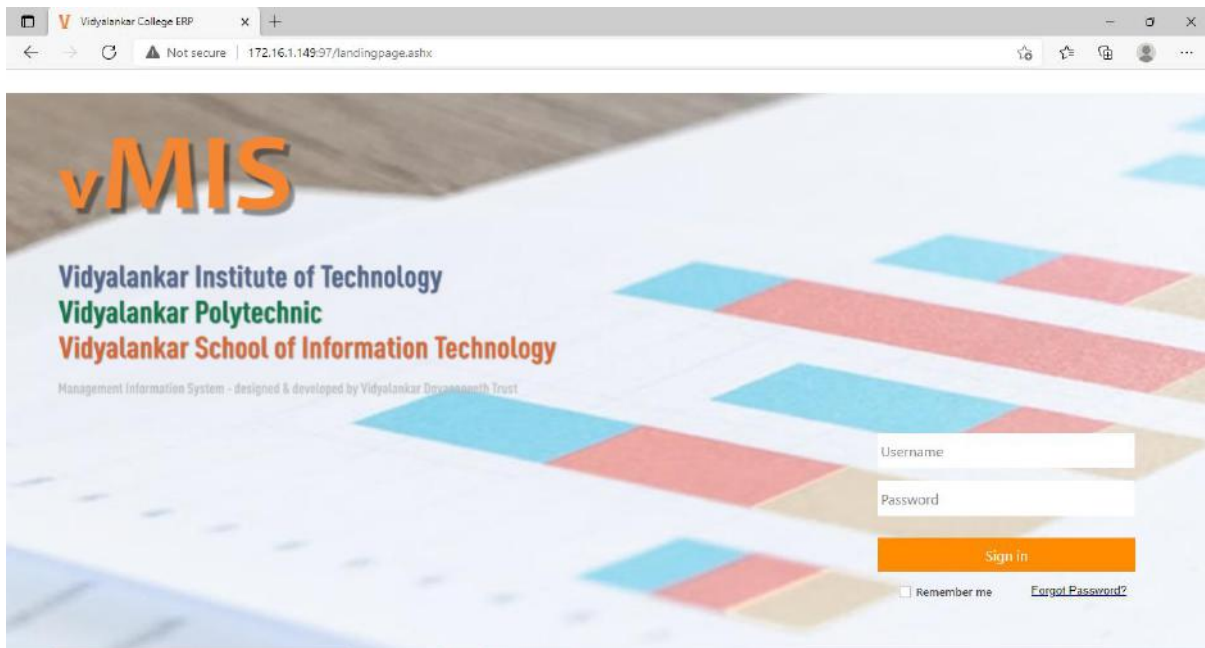 Vidyalankar College ERP
Not secure | 172.16.1.149:97/landingpage.ashx
vMIS
Vidyalankar Institute of Technology
Vidyalankar Polytechnic
Vidyalankar School of Information Technology
Management Information System - designed & developed by Vidyalankar Trust
Username
Password
Sign in
Remember me Forgot Password?